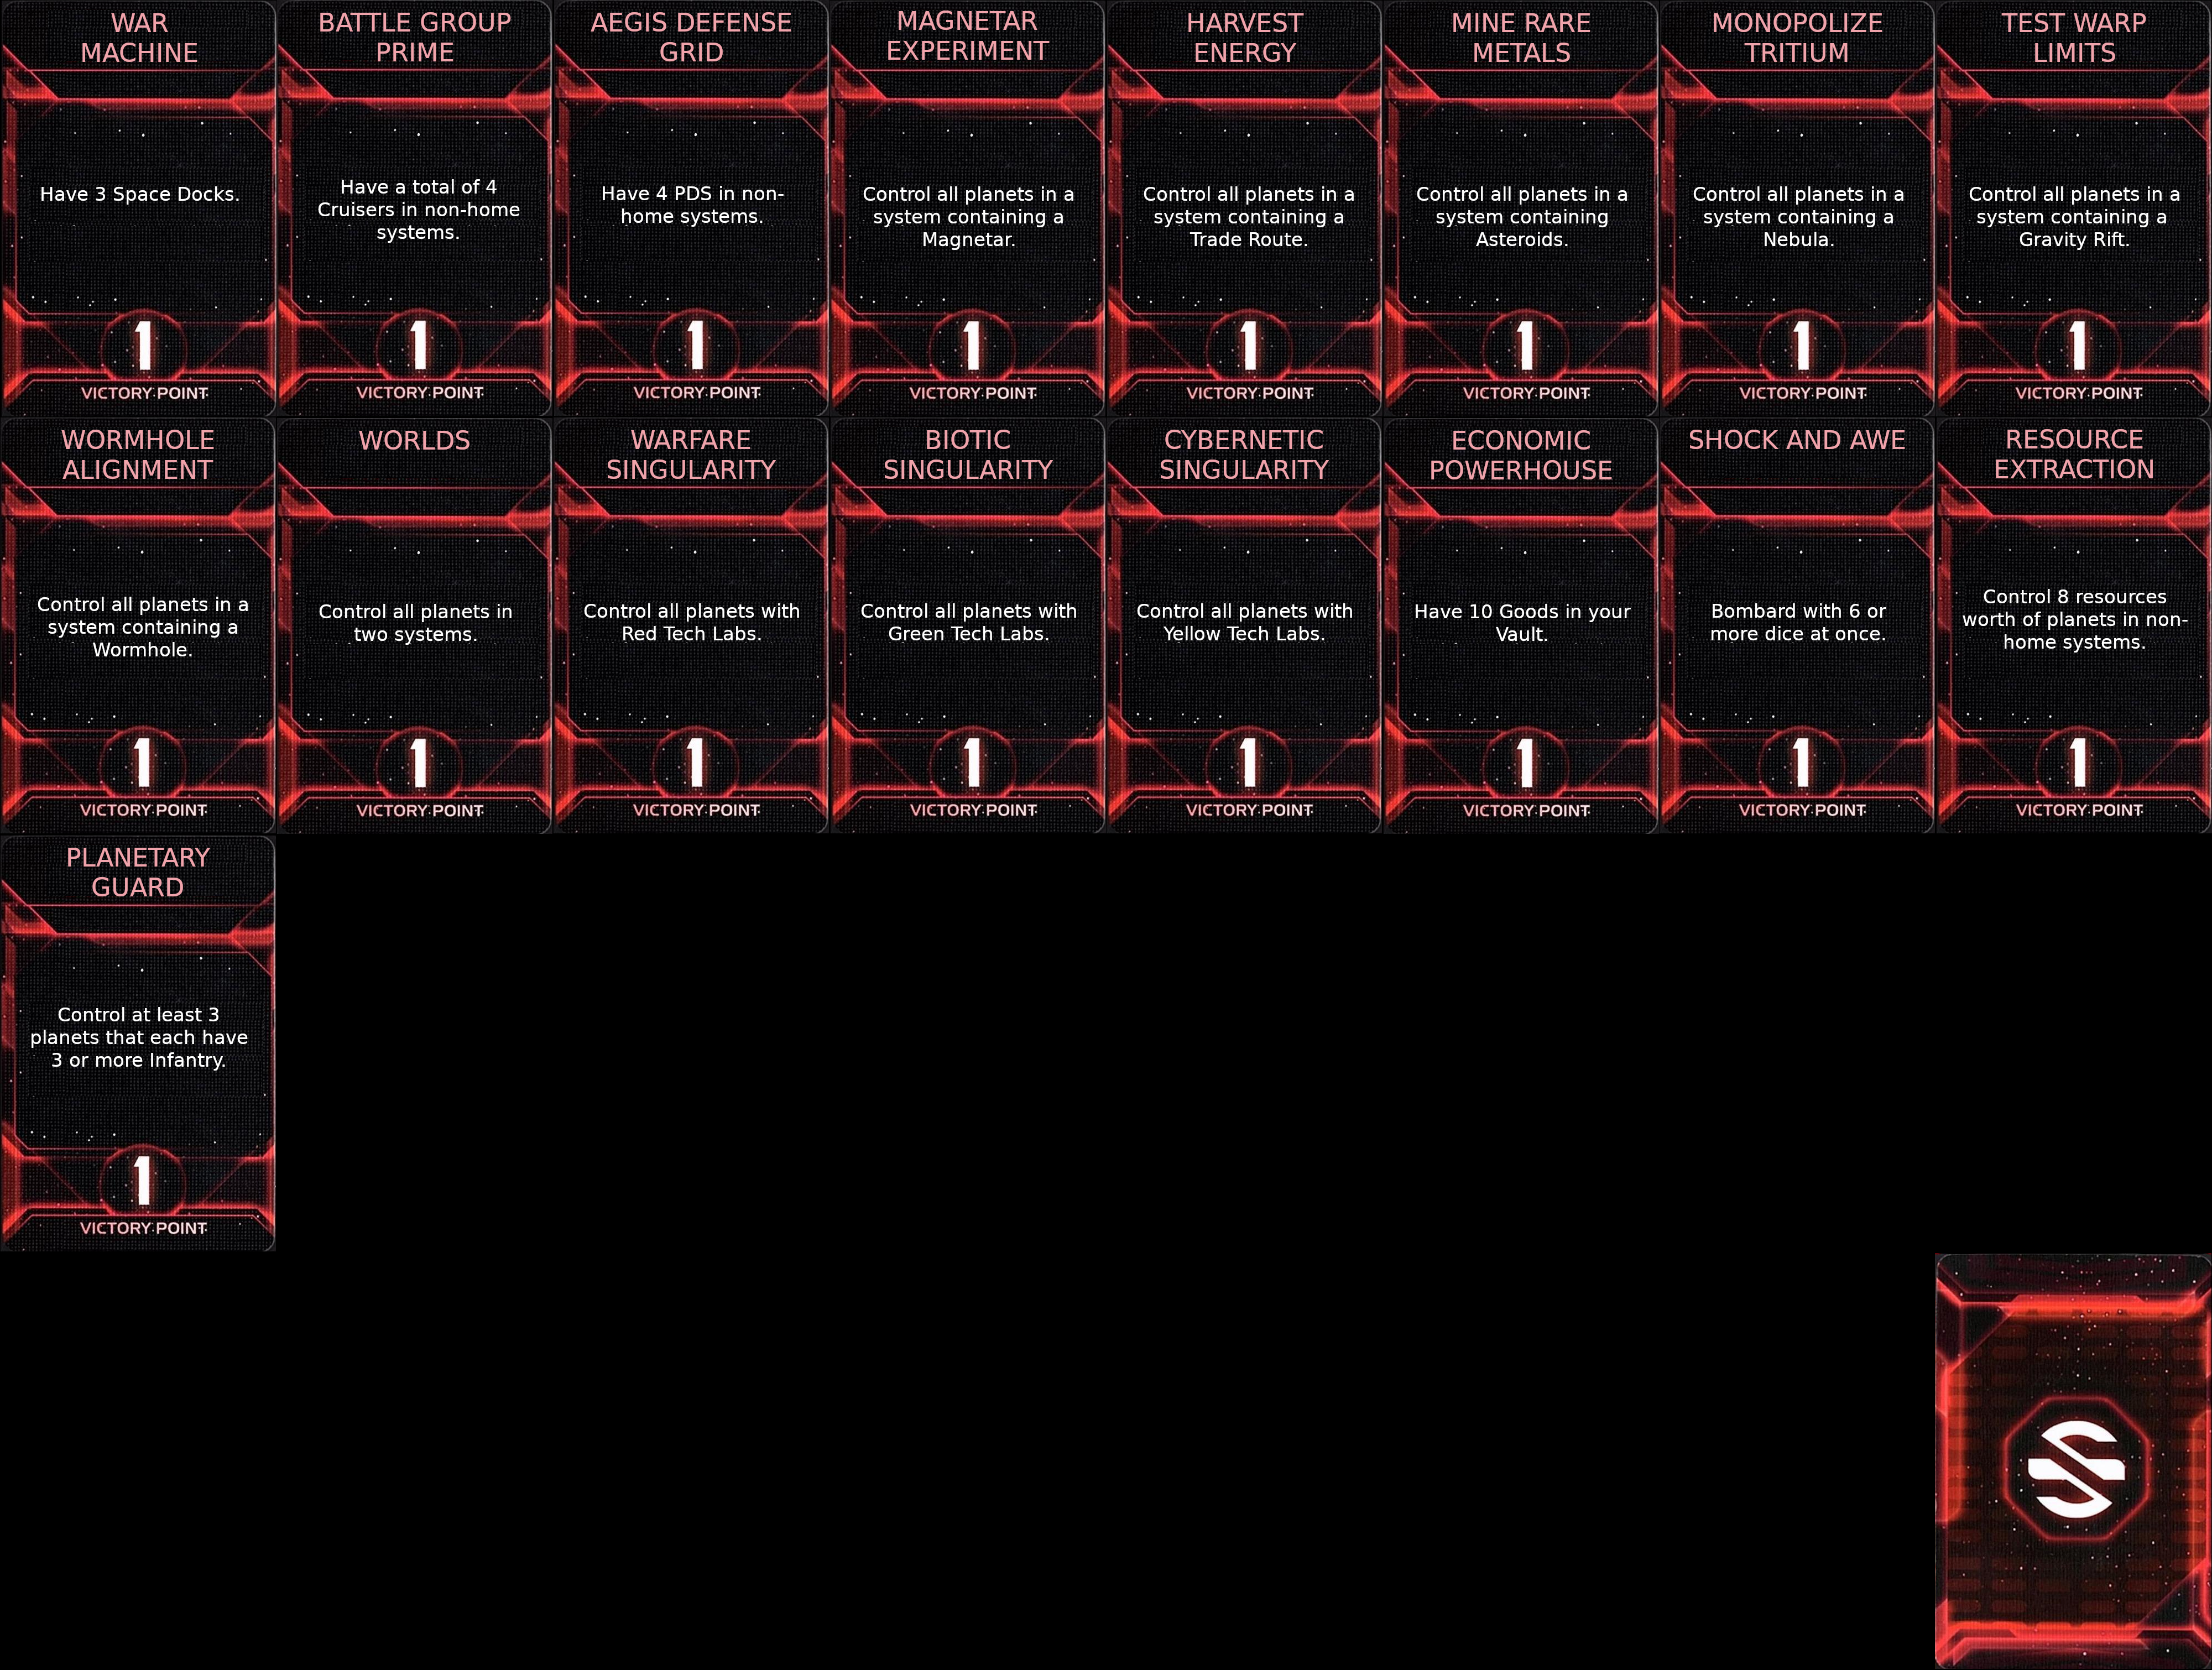 WAR
MACHINE
Have 3 Space Docks.
1
VICTORY POINT
BATTLE GROUP
PRIME
Have a total of 4
Cruisers in non-home
systems.
1
VICTORY POINT
AEGIS DEFENSE
GRID
Have 4 PDS in non-
home systems.
1
VICTORY POINT
MAGNETAR
EXPERIMENT
Control all planets in a
system containing a
Magnetar.
1
VICTORY POINT
HARVEST
ENERGY
Control all planets in a
system containing a
Trade Route.
1
VICTORY POINT
MINE RARE
METALS
Control all planets in a
system containing
Asteroids.
1
VICTORY POINT
MONOPOLIZE
TRITIUM
Control all planets in a
system containing a
Nebula.
1
VICTORY POINT
TEST WARP
LIMITS
Control all planets in a
system containing a
Gravity Rift.
1
VICTORY POINT
WORMHOLE
ALIGNMENT
Control all planets in a
system containing a
Wormhole.
1
VICTORY POINT
WORLDS
Control all planets in
two systems.
1
VICTORY POINT
WARFARE
SINGULARITY
Control all planets with
Red Tech Labs.
1
VICTORY POINT
BIOTIC
SINGULARITY
Control all planets with
Green Tech Labs.
1
VICTORY POINT
CYBERNETIC
SINGULARITY
Control all planets with
Yellow Tech Labs.
1
VICTORY POINT
ECONOMIC
POWERHOUSE
Have 10 Goods in your
Vault.
1
VICTORY POINT
SHOCK AND AWE
Bombard with 6 or
more dice at once.
1
VICTORY POINT
RESOURCE
EXTRACTION
Control 8 resources
worth of planets in non-
home systems.
1
VICTORY POINT
PLANETARY
GUARD
Control at least 3
planets that each have
3 or more Infantry.
1
VICTORY POINT
S